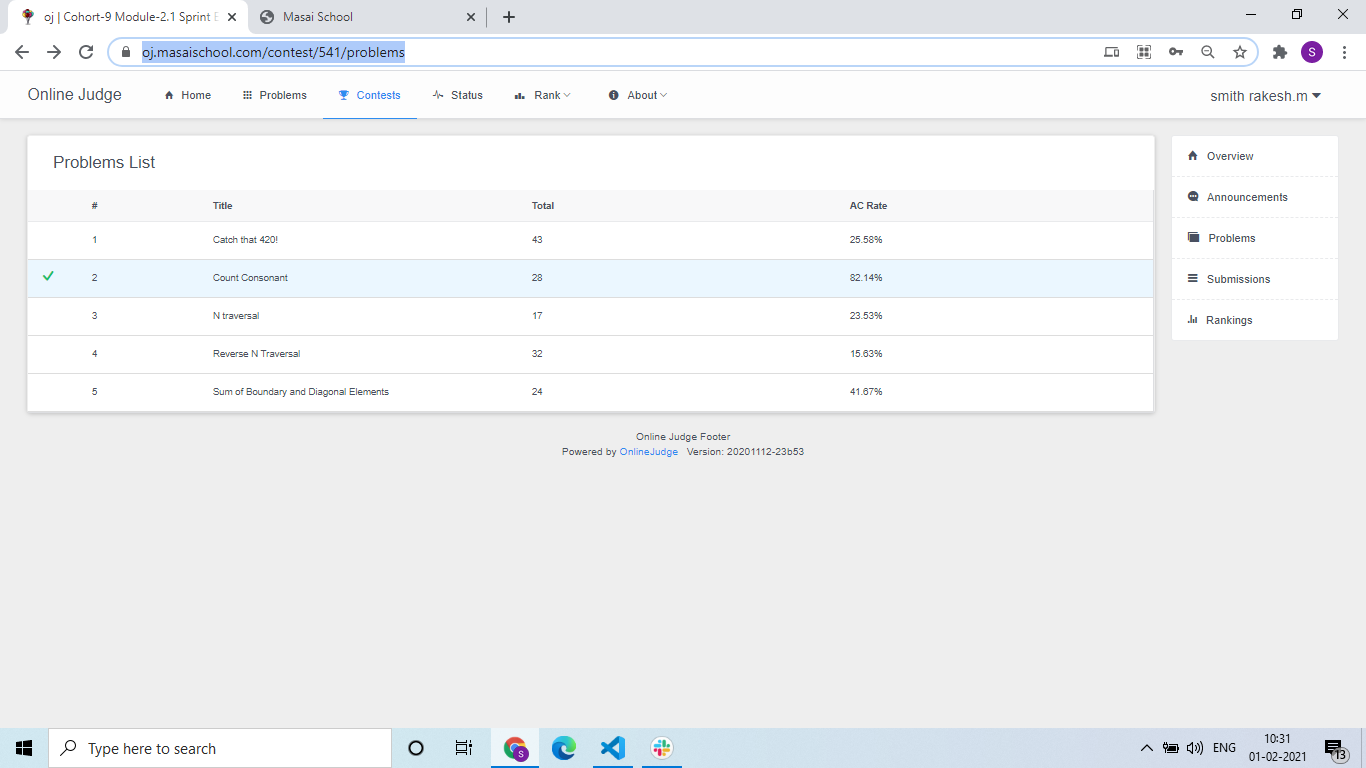 oj | Cohort-9 Module-2.1 Sprint
Masai School
oj.masaischool.com/contest/541/problems
S
Online Judge
Home
Problems
Contests
Status
Rank
About
smith rakesh.m
Problems List
# Title Total AC Rate
1 Catch that 420! 43 25.58%
2 Count Consonant 28 82.14%
3 N traversal 17 23.53%
4 Reverse N Traversal 32 15.63%
5 Sum of Boundary and Diagonal Elements 24 41.67%
Overview
Announcements
Problems
Submissions
Rankings
Online Judge Footer
Powered by OnlineJudge Version: 20201112-23b53
Type here to search
S
ENG
10:31
01-02-2021
13